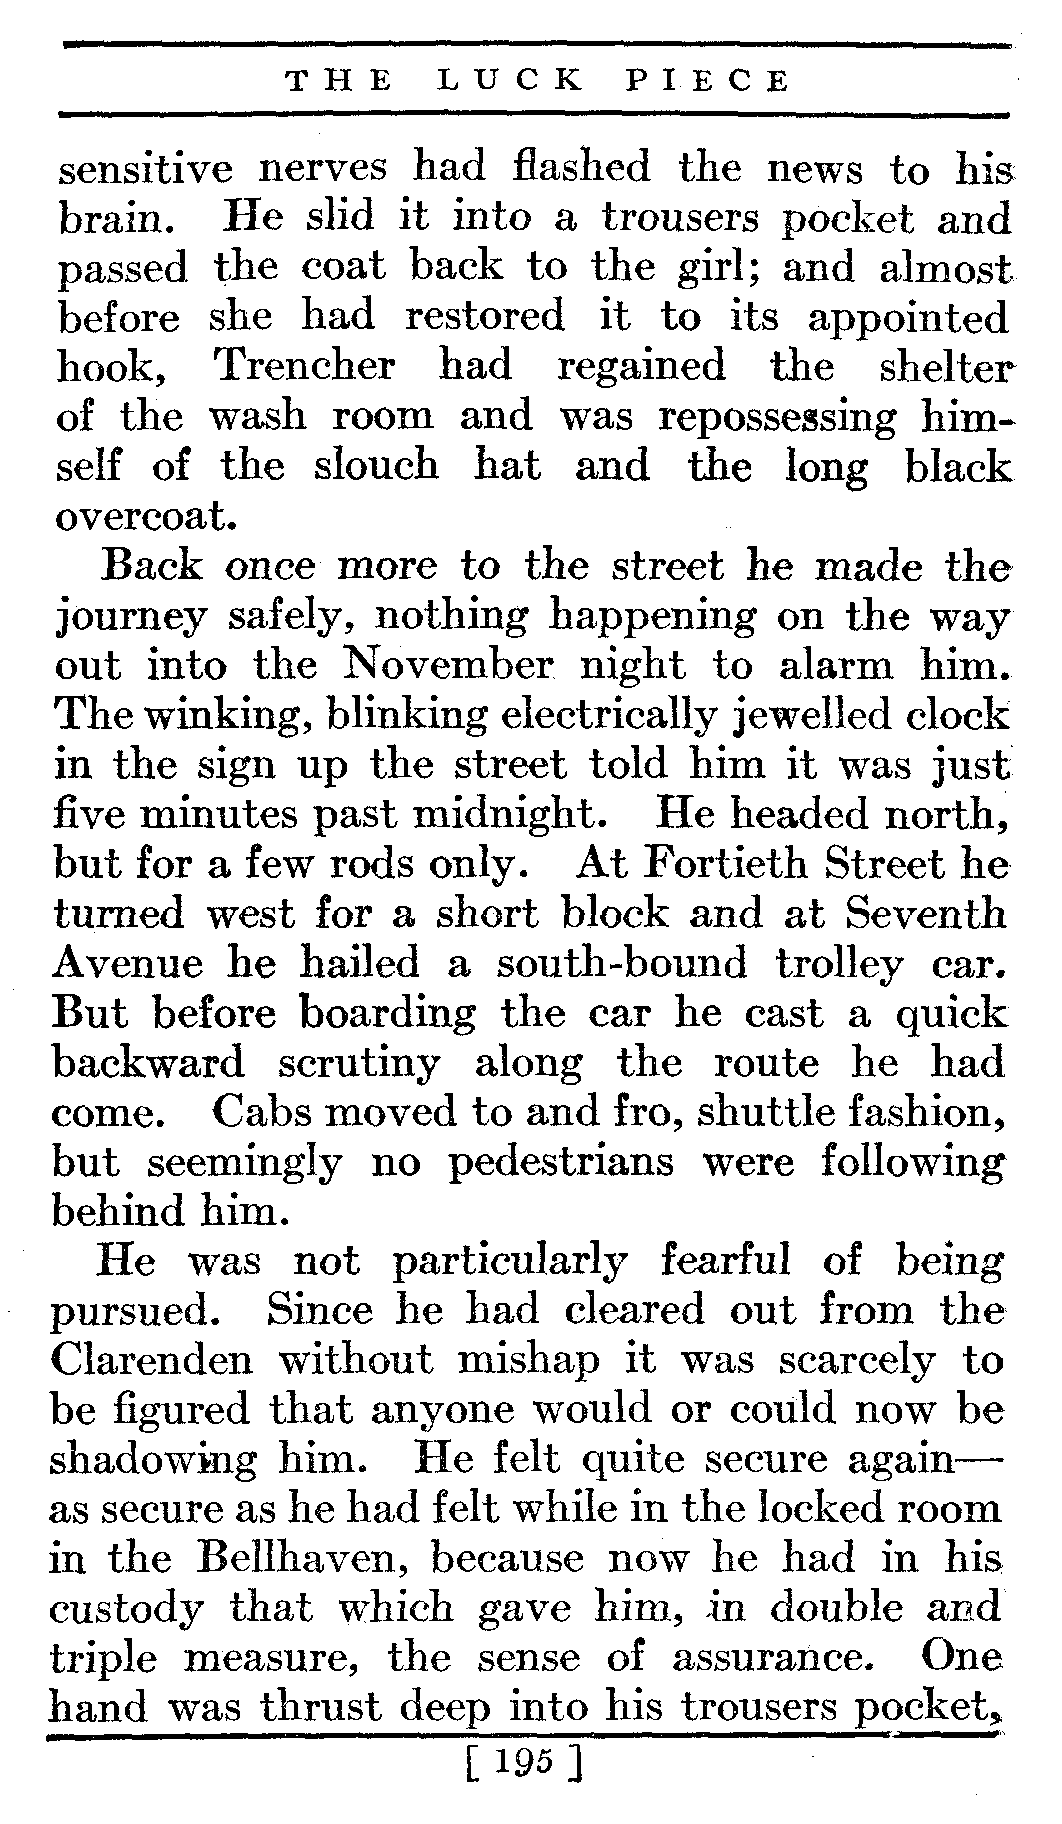 THE LUCK PIECE
sensitive nerves had flashed the news to his
brain. He slid it into a trousers pocket and
passed the coat back to the girl; and almost
before she had restored it to its appointed
hook, Trencher had regained the shelter
of the wash room and was repossessing him-
self of the slouch hat and the long black
overcoat.
Back once more to the street he made the
journey safely, nothing happening on the way
out into the November night to alarm him.
The winking, blinking electrically jewelled clock
in the sign up the street told him it was just
five minutes past midnight. He headed north,
but for a few rods only. At Fortieth Street he
turned west for a short block and at Seventh
Avenue he hailed a south-bound trolley car.
But before boarding the car he cast a quick
backward scrutiny along the route he had
come. Cabs moved to and fro, shuttle fashion,
but seemingly no pedestrians were following
behind him.
He was not particularly fearful of being
pursued. Since he had cleared out from the
Clarenden without mishap it was scarcely to
be figured that anyone would or could now be
shadowing him. He felt quite secure again—
as secure as he had felt while in the locked room
in the Bellhaven, because now he had in his
custody that which gave him, in double and
triple measure, the sense of assurance. One
hand was thrust deep into his trousers pocket,
[ 195 ]